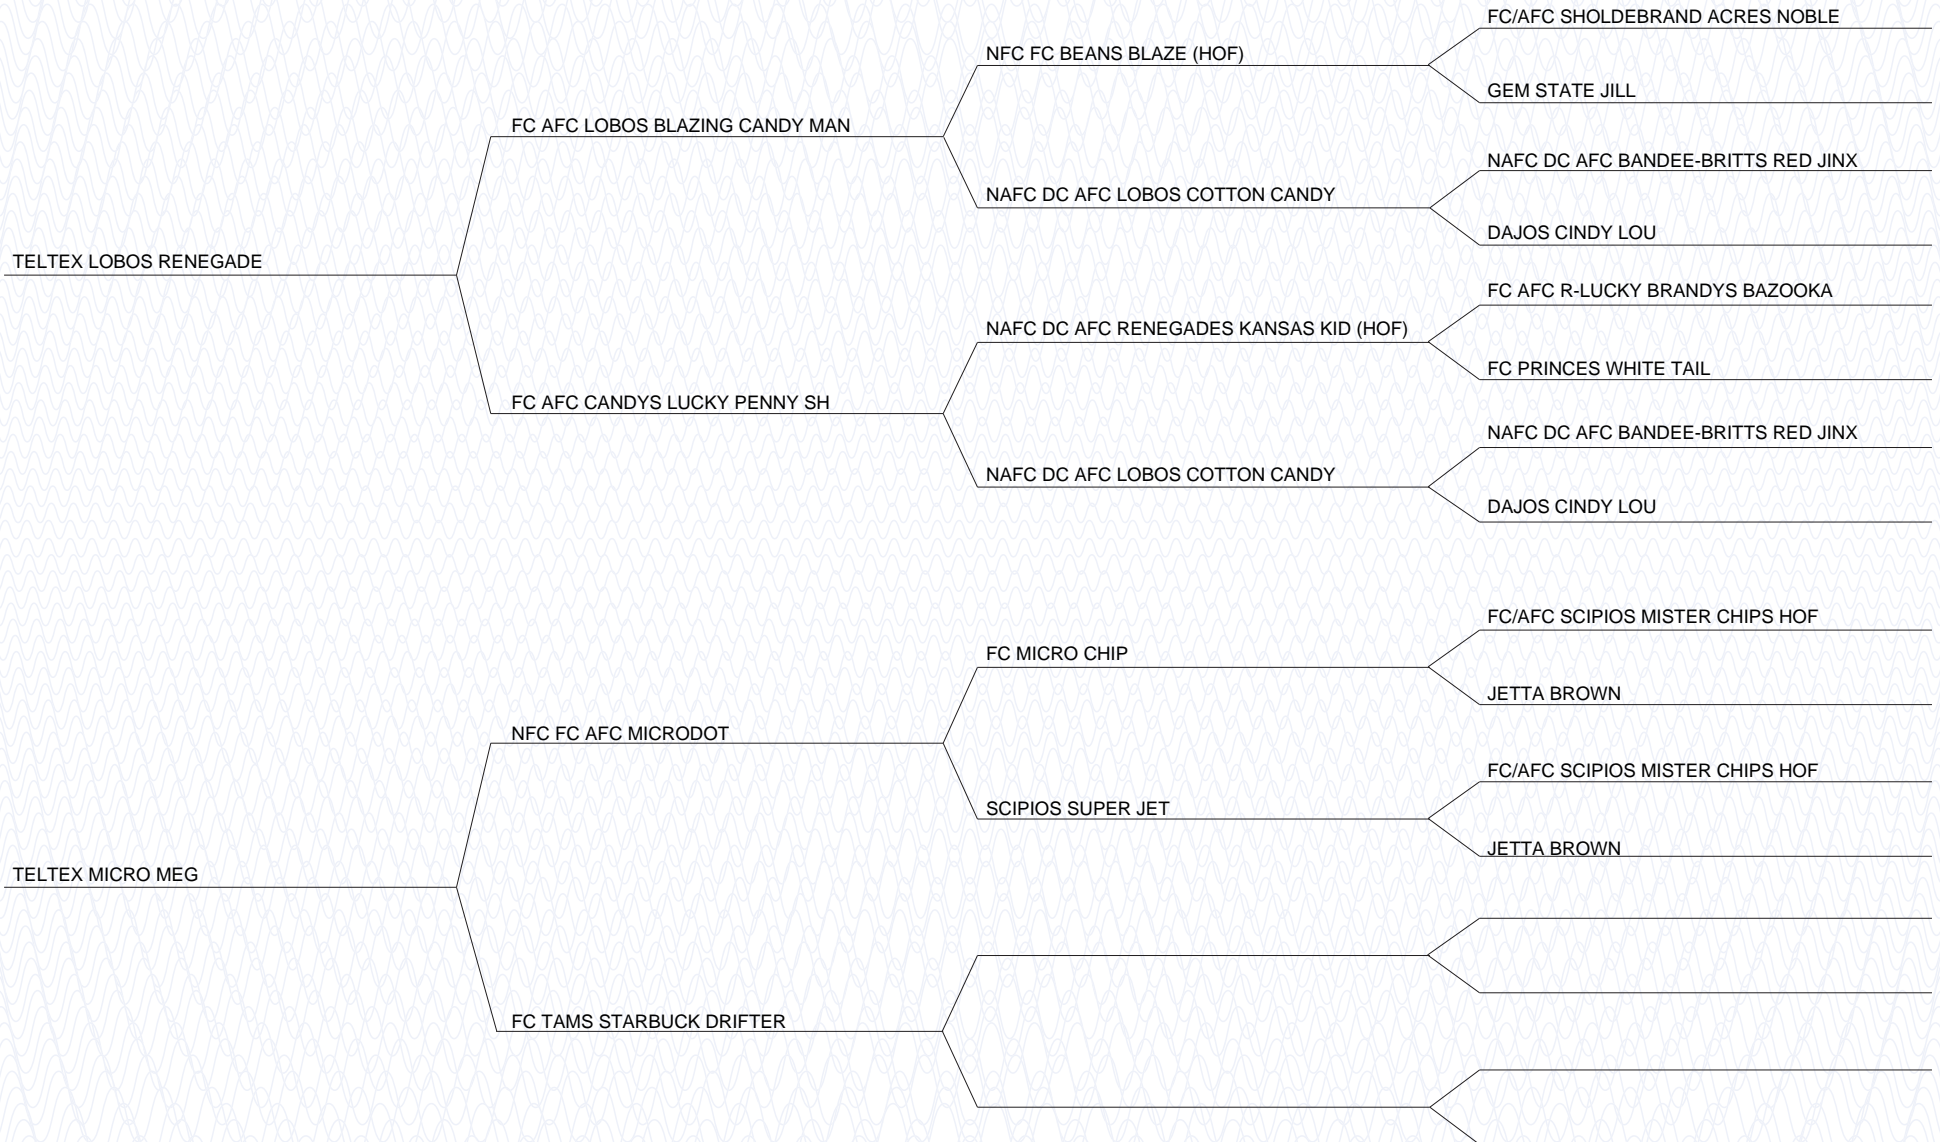 FC/AFC SHOLDEBRAND ACRES NOBLE
NFC FC BEANS BLAZE (HOF)
GEM STATE JILL
FC AFC LOBOS BLAZING CANDY MAN
NAFC DC AFC BANDEE-BRITTS RED JINX
NAFC DC AFC LOBOS COTTON CANDY
DAJOS CINDY LOU
TELTEX LOBOS RENEGADE
FC AFC R-LUCKY BRANDYS BAZOOKA
NAFC DC AFC RENEGADES KANSAS KID (HOF)
FC PRINCES WHITE TAIL
FC AFC CANDYS LUCKY PENNY SH
NAFC DC AFC BANDEE-BRITTS RED JINX
NAFC DC AFC LOBOS COTTON CANDY
DAJOS CINDY LOU
FC/AFC SCIPIOS MISTER CHIPS HOF
FC MICRO CHIP
JETTA BROWN
NFC FC AFC MICRODOT
FC/AFC SCIPIOS MISTER CHIPS HOF
SCIPIOS SUPER JET
JETTA BROWN
TELTEX MICRO MEG
FC TAMS STARBUCK DRIFTER